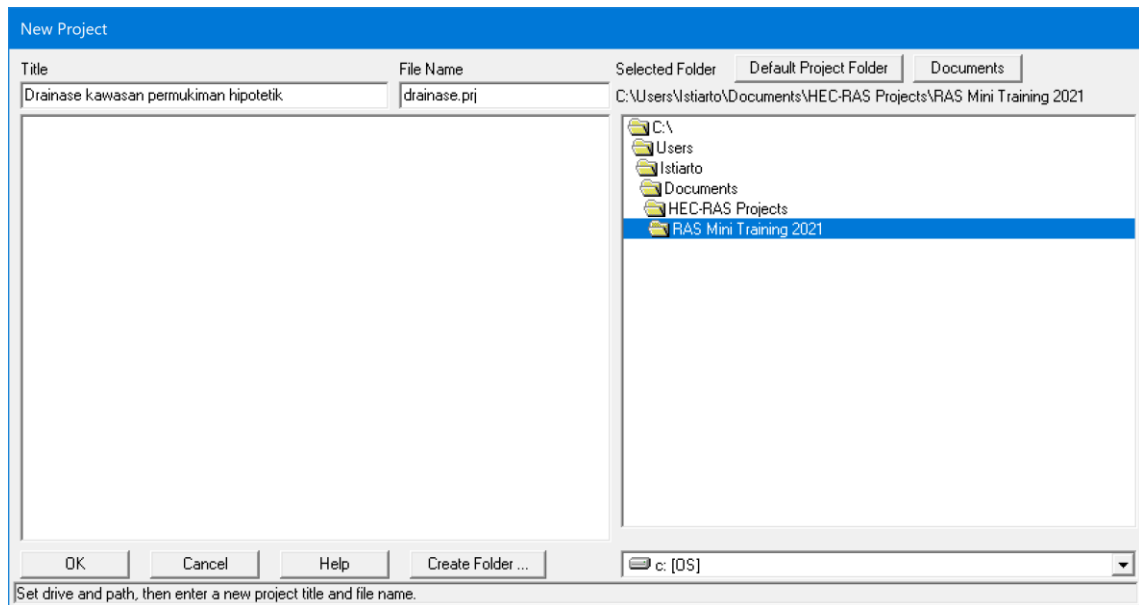 New Project
Title
File Name
Selected Folder
Default Project Folder
Documents
Drainase kawasan permukiman hipotetik
drainase.prj
C:\Users\Istiarto\Documents\HEC-RAS Projects\RAS Mini Training 2021
C:\
Users
Istiarto
Documents
HEC-RAS Projects
RAS Mini Training 2021
OK
Cancel
Help
Create Folder ...
c: [OS]
Set drive and path, then enter a new project title and file name.